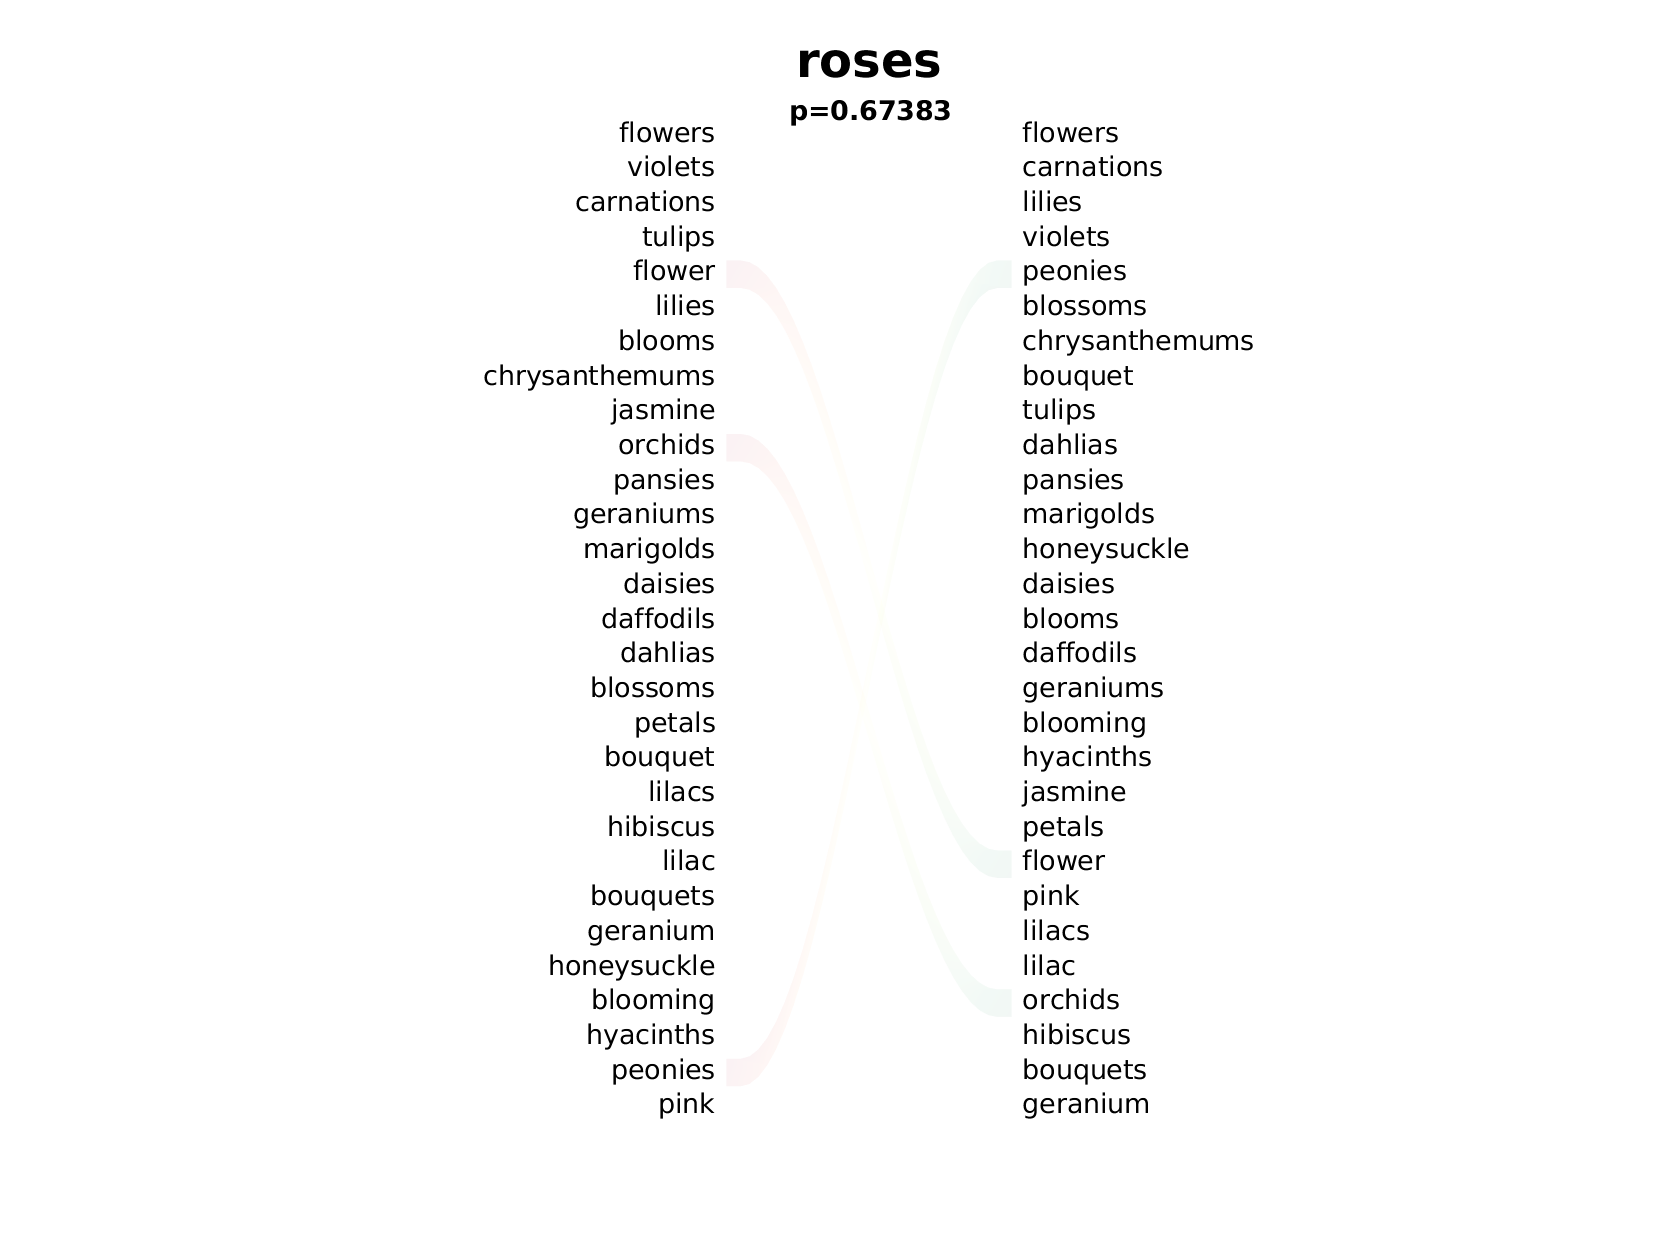 roses
p=0.67383
flowers flowers
violets carnations
carnations lilies
tulips violets
flower peonies
lilies blossoms
blooms chrysanthemums
chrysanthemums bouquet
jasmine tulips
orchids dahlias
pansies pansies
geraniums marigolds
marigolds honeysuckle
daisies daisies
daffodils blooms
dahlias daffodils
blossoms geraniums
petals blooming
bouquet hyacinths
lilacs jasmine
hibiscus petals
lilac flower
bouquets pink
geranium lilacs
honeysuckle lilac
blooming orchids
hyacinths hibiscus
peonies bouquets
pink geranium